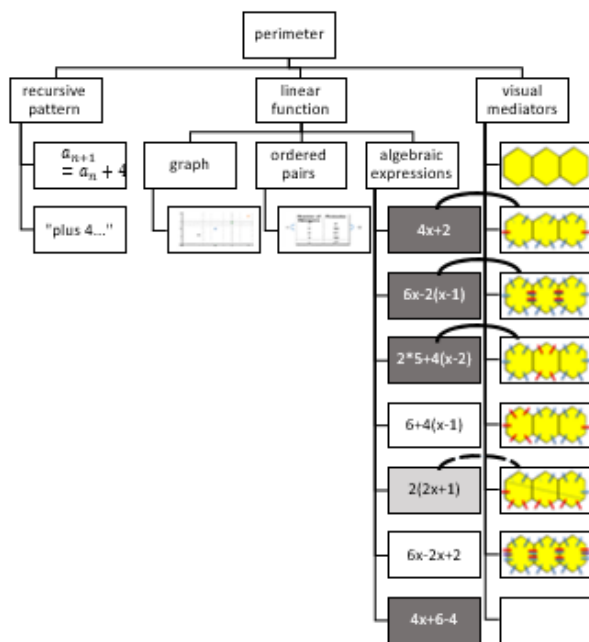 perimeter
recursive
pattern
linear
function
visual
mediators
a_{n+1}
= a_n + 4
"plus 4..."
graph
ordered
pairs
algebraic
expressions
4x+2
6x-2(x-1)
2*5+4(x-2)
6+4(x-1)
2(2x+1)
6x-2x+2
4x+6-4